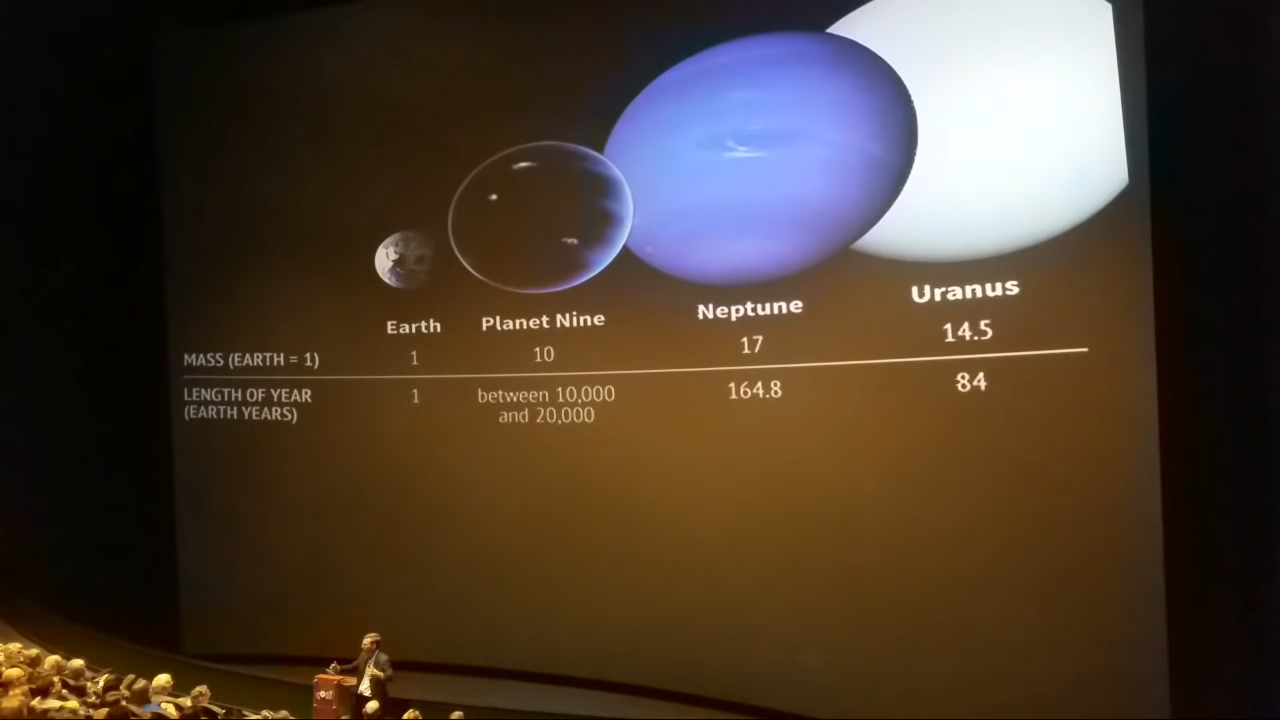 Earth Planet Nine Neptune Uranus
MASS (EARTH = 1) 1 10 17 14.5
LENGTH OF YEAR 1 between 10,000 164.8 84
(EARTH YEARS) and 20,000